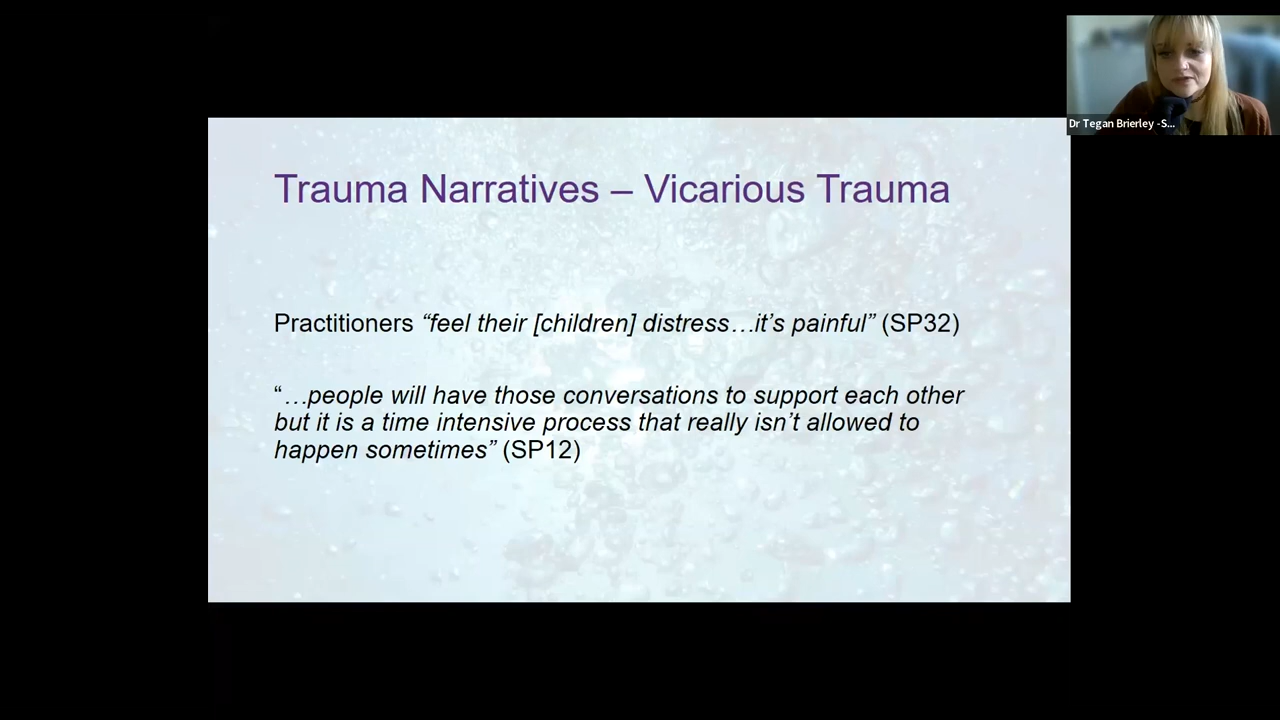 Dr Tegan Brierley -S...
Trauma Narratives – Vicarious Trauma
Practitioners “feel their [children] distress…it’s painful” (SP32)
“…people will have those conversations to support each other
but it is a time intensive process that really isn’t allowed to
happen sometimes” (SP12)